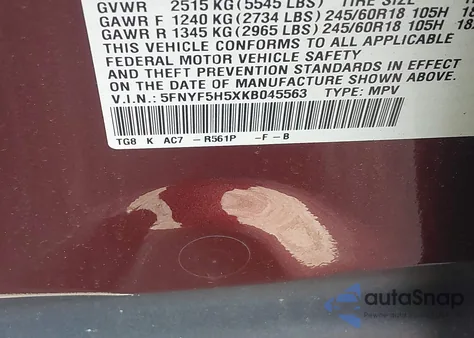 GVWR 2515 KG (5545 LBS) TIRE SIZE
GAWR F 1240 KG (2734 LBS) 245/60R18 105H 18
GAWR R 1345 KG (2965 LBS) 245/60R18 105H 18
THIS VEHICLE CONFORMS TO ALL APPLICABLE
FEDERAL MOTOR VEHICLE SAFETY
AND THEFT PREVENTION STANDARDS IN EFFECT
ON THE DATE OF MANUFACTURE SHOWN ABOVE.
V.I.N.: 5FNYF5H5XKB045563 TYPE: MPV
TG8 K AC7 -R561P -F -B
autoSnap